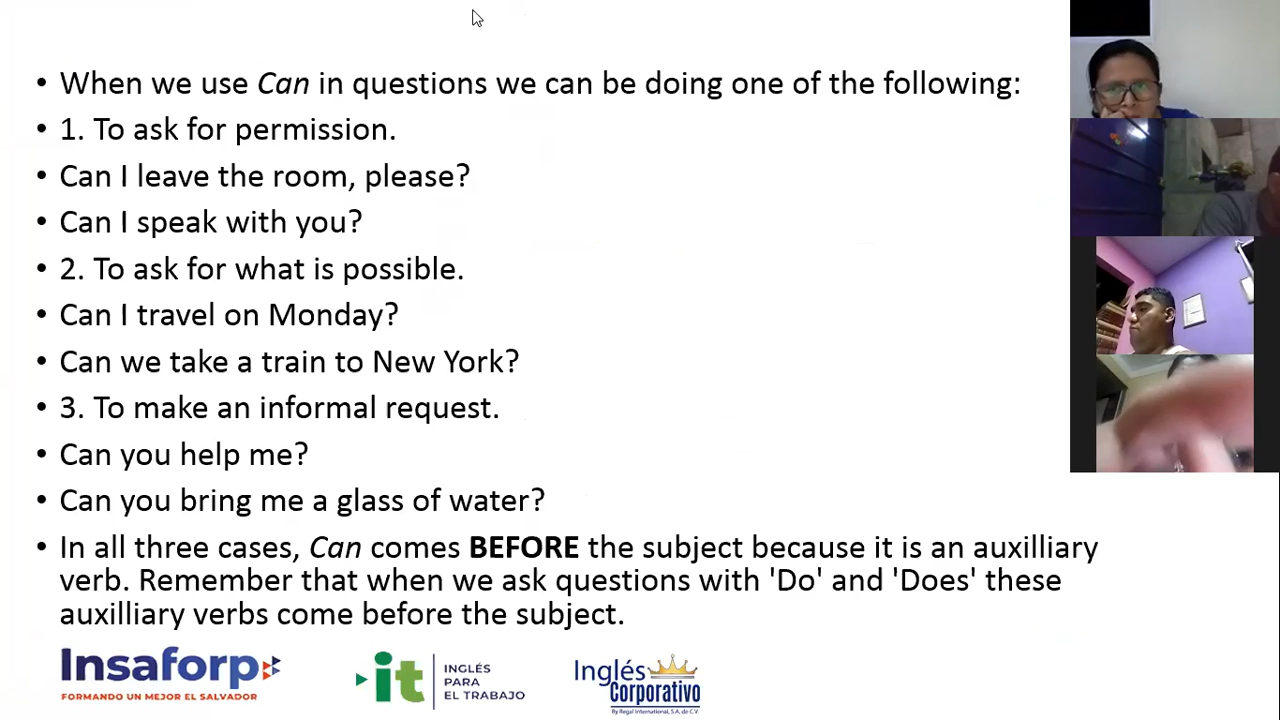 • When we use Can in questions we can be doing one of the following:
• 1. To ask for permission.
• Can I leave the room, please?
• Can I speak with you?
• 2. To ask for what is possible.
• Can I travel on Monday?
• Can we take a train to New York?
• 3. To make an informal request.
• Can you help me?
• Can you bring me a glass of water?
• In all three cases, Can comes BEFORE the subject because it is an auxilliary
verb. Remember that when we ask questions with 'Do' and 'Does' these
auxilliary verbs come before the subject.
Insaforp
FORMANDO UN MEJOR EL SALVADOR
it
INGLÉS
PARA
EL TRABAJO
Inglés
Corporativo
By Regal International, S.A. de C.V.